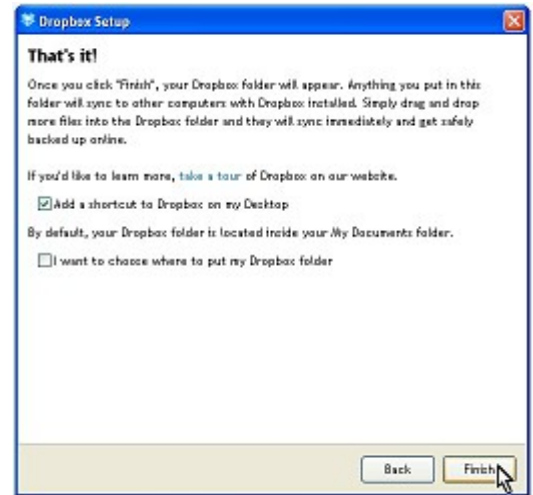 Dropbox Setup
That's it!
Once you click "Finish", your Dropbox folder will appear. Anything you put in this
folder will sync to other computers with Dropbox installed. Simply drag and drop
more files into the Dropbox folder and they will sync immediately and get safely
backed up online.
If you'd like to learn more, take a tour of Dropbox on our website.
Add a shortcut to Dropbox on my Desktop
By default, your Dropbox folder is located inside your My Documents folder.
I want to choose where to put my Dropbox folder
Back
Finish